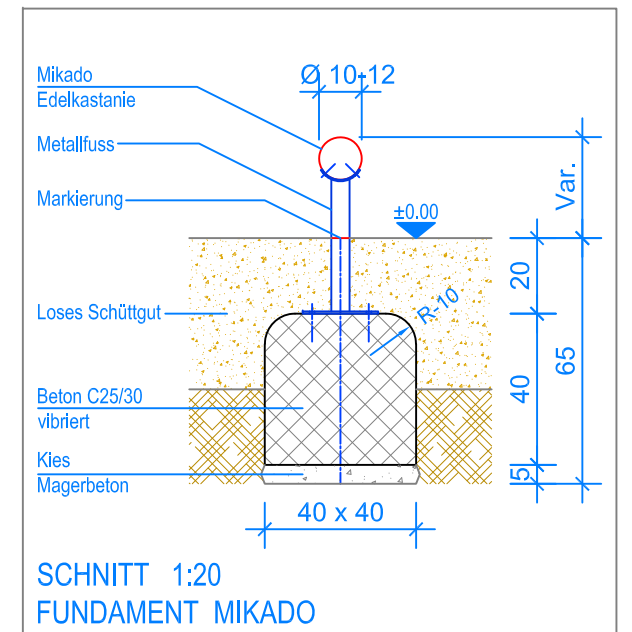 Mikado
Edelkastanie
Ø 10-12
Metallfuss
Markierung
±0.00
Var.
Loses Schüttgut
R-10
20
65
40
Beton C25/30
vibriert
Kies
Magerbeton
5
40 x 40
SCHNITT 1:20
FUNDAMENT MIKADO